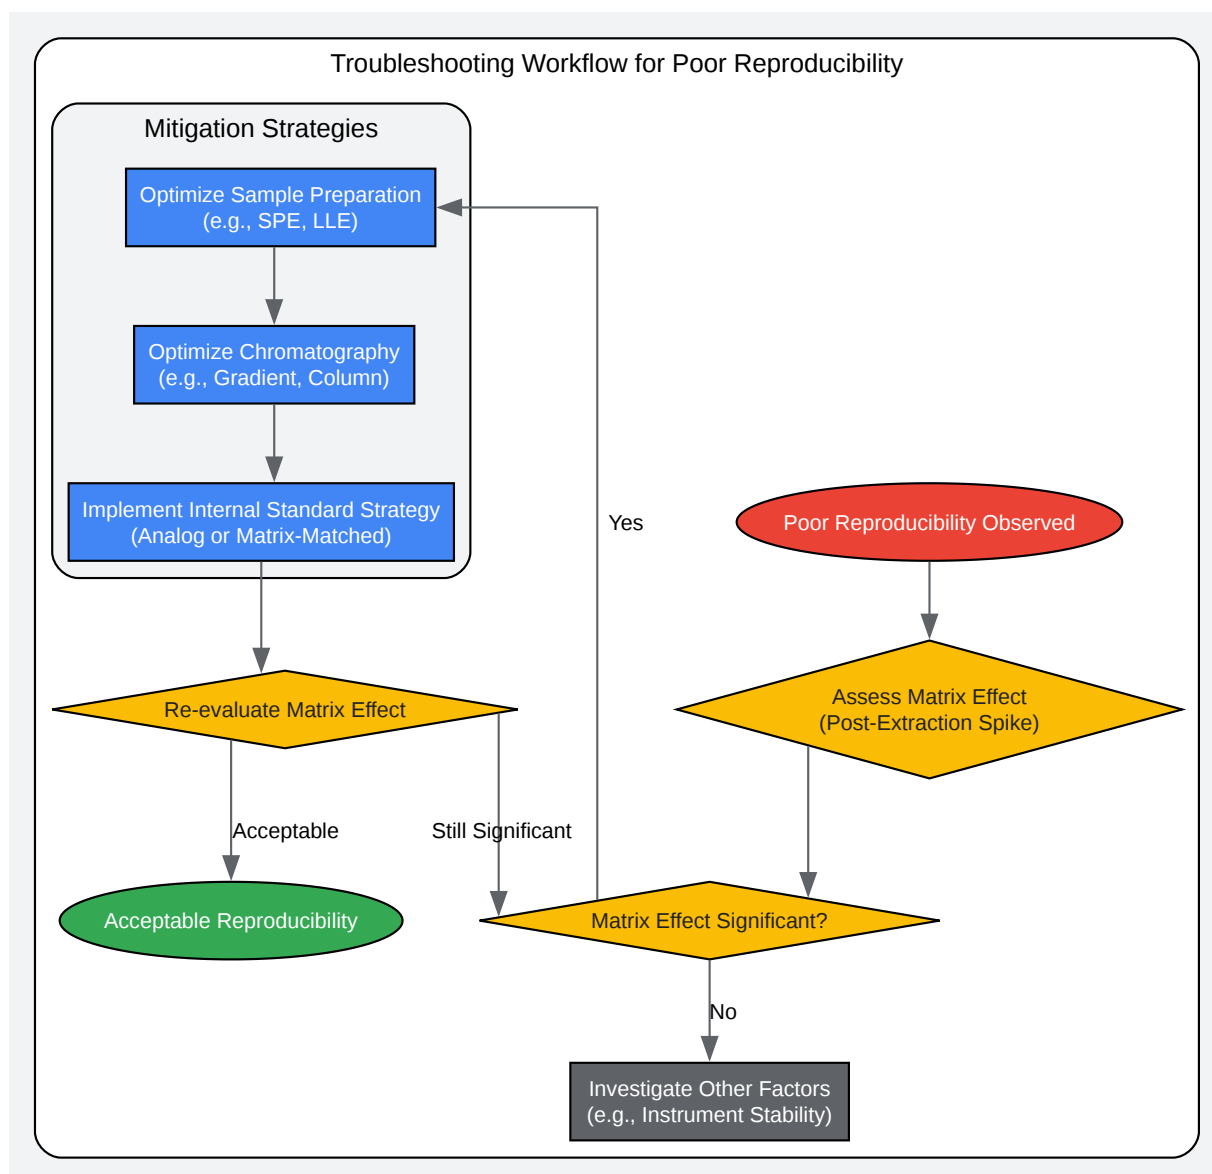 Troubleshooting Workflow for Poor Reproducibility
Mitigation Strategies
Optimize Sample Preparation
(e.g., SPE, LLE)
Optimize Chromatography
(e.g., Gradient, Column)
Implement Internal Standard Strategy
(Analog or Matrix-Matched)
Yes
Poor Reproducibility Observed
Re-evaluate Matrix Effect
Assess Matrix Effect
(Post-Extraction Spike)
Acceptable
Still Significant
Acceptable Reproducibility
Matrix Effect Significant?
No
Investigate Other Factors
(e.g., Instrument Stability)